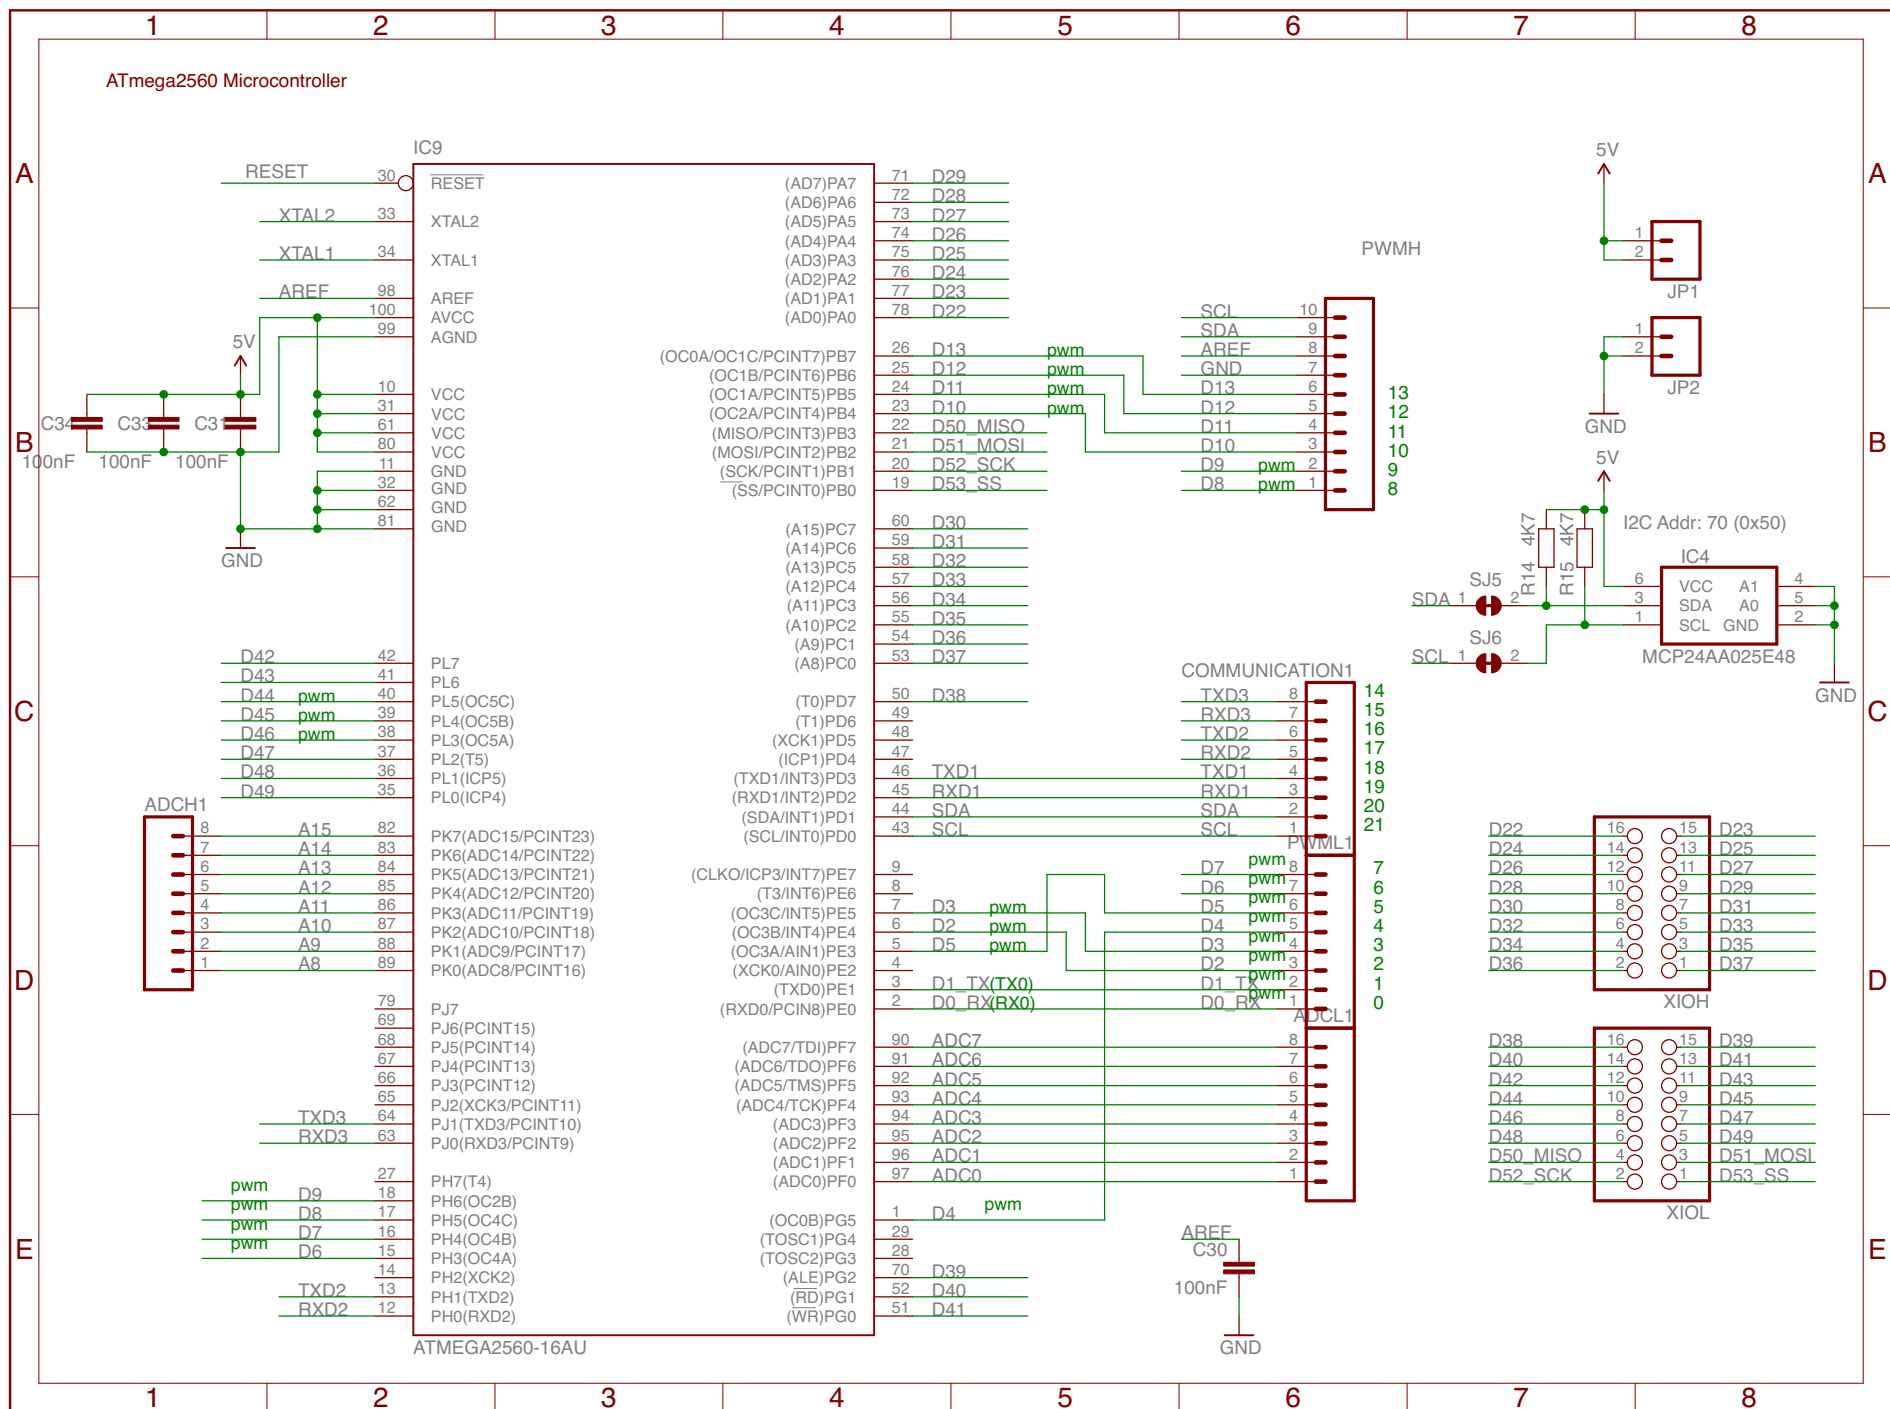 1 2 3 4 5 6 7 8
ATmega2560 Microcontroller
A
B
C
D
E
IC9
RESET 30 RESET
XTAL2 33 XTAL2
XTAL1 34 XTAL1
AREF 98 AREF
100 AVCC
99 AGND
5V
10 VCC
31 VCC
61 VCC
80 VCC
11 GND
32 GND
62 GND
81 GND
C34 C33 C31
100nF 100nF 100nF
GND
D42 42 PL7
D43 41 PL6
D44 pwm 40 PL5(OC5C)
D45 pwm 39 PL4(OC5B)
D46 pwm 38 PL3(OC5A)
D47 37 PL2(T5)
D48 36 PL1(ICP5)
D49 35 PL0(ICP4)
ADCH1
8 A15 82 PK7(ADC15/PCINT23)
7 A14 83 PK6(ADC14/PCINT22)
6 A13 84 PK5(ADC13/PCINT21)
5 A12 85 PK4(ADC12/PCINT20)
4 A11 86 PK3(ADC11/PCINT19)
3 A10 87 PK2(ADC10/PCINT18)
2 A9 88 PK1(ADC9/PCINT17)
1 A8 89 PK0(ADC8/PCINT16)
79 PJ7
69 PJ6(PCINT15)
68 PJ5(PCINT14)
67 PJ4(PCINT13)
66 PJ3(PCINT12)
65 PJ2(XCK3/PCINT11)
TXD3 64 PJ1(TXD3/PCINT10)
RXD3 63 PJ0(RXD3/PCINT9)
27 PH7(T4)
pwm D9 18 PH6(OC2B)
pwm D8 17 PH5(OC4C)
pwm D7 16 PH4(OC4B)
pwm D6 15 PH3(OC4A)
14 PH2(XCK2)
TXD2 13 PH1(TXD2)
RXD2 12 PH0(RXD2)
ATMEGA2560-16AU
(AD7)PA7 71 D29
(AD6)PA6 72 D28
(AD5)PA5 73 D27
(AD4)PA4 74 D26
(AD3)PA3 75 D25
(AD2)PA2 76 D24
(AD1)PA1 77 D23
(AD0)PA0 78 D22
(OC0A/OC1C/PCINT7)PB7 26 D13 pwm
(OC1B/PCINT6)PB6 25 D12 pwm
(OC1A/PCINT5)PB5 24 D11 pwm
(OC2A/PCINT4)PB4 23 D10 pwm
(MISO/PCINT3)PB3 22 D50_MISO
(MOSI/PCINT2)PB2 21 D51_MOSI
(SCK/PCINT1)PB1 20 D52_SCK
(SS/PCINT0)PB0 19 D53_SS
(A15)PC7 60 D30
(A14)PC6 59 D31
(A13)PC5 58 D32
(A12)PC4 57 D33
(A11)PC3 56 D34
(A10)PC2 55 D35
(A9)PC1 54 D36
(A8)PC0 53 D37
(T0)PD7 50 D38
(T1)PD6 49
(XCK1)PD5 48
(ICP1)PD4 47
(TXD1/INT3)PD3 46 TXD1
(RXD1/INT2)PD2 45 RXD1
(SDA/INT1)PD1 44 SDA
(SCL/INT0)PD0 43 SCL
(CLKO/ICP3/INT7)PE7 9
(T3/INT6)PE6 8
(OC3C/INT5)PE5 7 D3 pwm
(OC3B/INT4)PE4 6 D2 pwm
(OC3A/AIN1)PE3 5 D5 pwm
(XCK0/AIN0)PE2 4
(TXD0)PE1 3 D1_TX(TX0)
(RXD0/PCIN8)PE0 2 D0_RX(RX0)
(ADC7/TDI)PF7 90 ADC7
(ADC6/TDO)PF6 91 ADC6
(ADC5/TMS)PF5 92 ADC5
(ADC4/TCK)PF4 93 ADC4
(ADC3)PF3 94 ADC3
(ADC2)PF2 95 ADC2
(ADC1)PF1 96 ADC1
(ADC0)PF0 97 ADC0
(OC0B)PG5 1 D4 pwm
(TOSC1)PG4 29
(TOSC2)PG3 28
(ALE)PG2 70 D39
(RD)PG1 52 D40
(WR)PG0 51 D41
PWMH
SCL 10
SDA 9
AREF 8
GND 7
D13 6 13
D12 5 12
D11 4 11
D10 3 10
D9 pwm 2 9
D8 pwm 1 8
COMMUNICATION1
TXD3 8 14
RXD3 7 15
TXD2 6 16
RXD2 5 17
TXD1 4 18
RXD1 3 19
SDA 2 20
SCL 1 21
PWML1
D7 pwm 8 7
D6 pwm 7 6
D5 pwm 6 5
D4 pwm 5 4
D3 pwm 4 3
D2 pwm 3 2
D1_TX pwm 2 1
D0_RX pwm 1 0
ADCL1
8
7
6
5
4
3
2
1
AREF
C30
100nF
GND
5V
1
2
JP1
1
2
JP2
GND
5V
R14 4K7
R15 4K7
I2C Addr: 70 (0x50)
IC4
SJ5
SDA 1 2
SJ6
SCL 1 2
6 VCC A1 4
3 SDA A0 5
1 SCL GND 2
MCP24AA025E48
GND
D22 16 15 D23
D24 14 13 D25
D26 12 11 D27
D28 10 9 D29
D30 8 7 D31
D32 6 5 D33
D34 4 3 D35
D36 2 1 D37
XIOH
D38 16 15 D39
D40 14 13 D41
D42 12 11 D43
D44 10 9 D45
D46 8 7 D47
D48 6 5 D49
D50_MISO 4 3 D51_MOSI
D52_SCK 2 1 D53_SS
XIOL
A
B
C
D
E
1 2 3 4 5 6 7 8